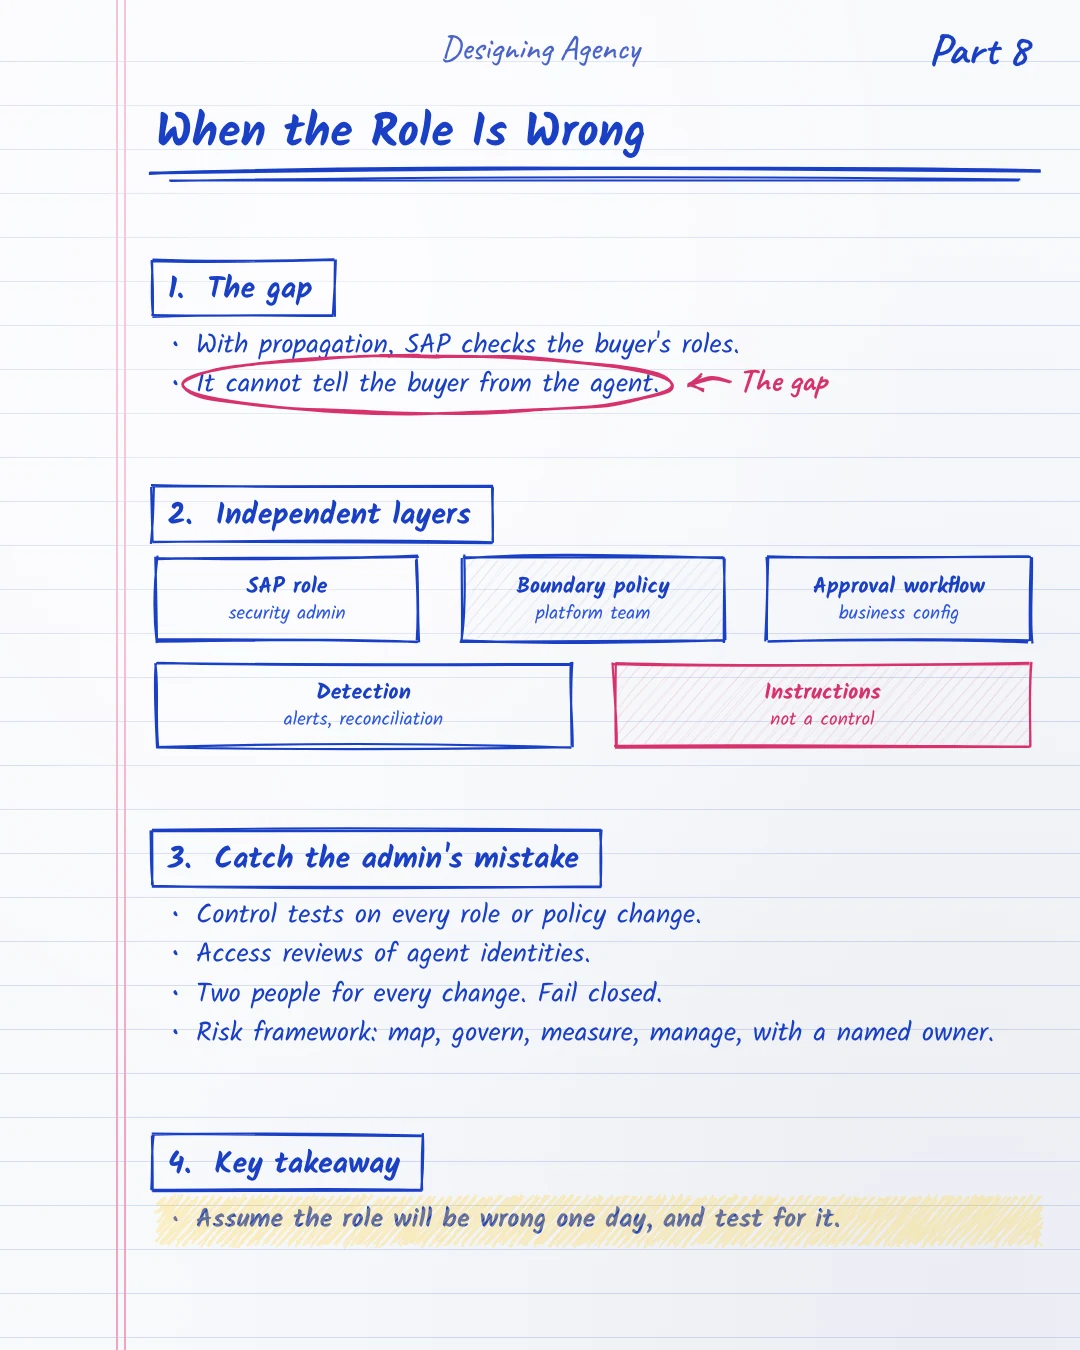 Designing Agency
Part 8
When the Role Is Wrong
1. The gap
· With propagation, SAP checks the buyer's roles.
· It cannot tell the buyer from the agent.
The gap
2. Independent layers
SAP role
security admin
Boundary policy
platform team
Approval workflow
business config
Detection
alerts, reconciliation
Instructions
not a control
3. Catch the admin's mistake
· Control tests on every role or policy change.
· Access reviews of agent identities.
· Two people for every change. Fail closed.
· Risk framework: map, govern, measure, manage, with a named owner.
4. Key takeaway
· Assume the role will be wrong one day, and test for it.